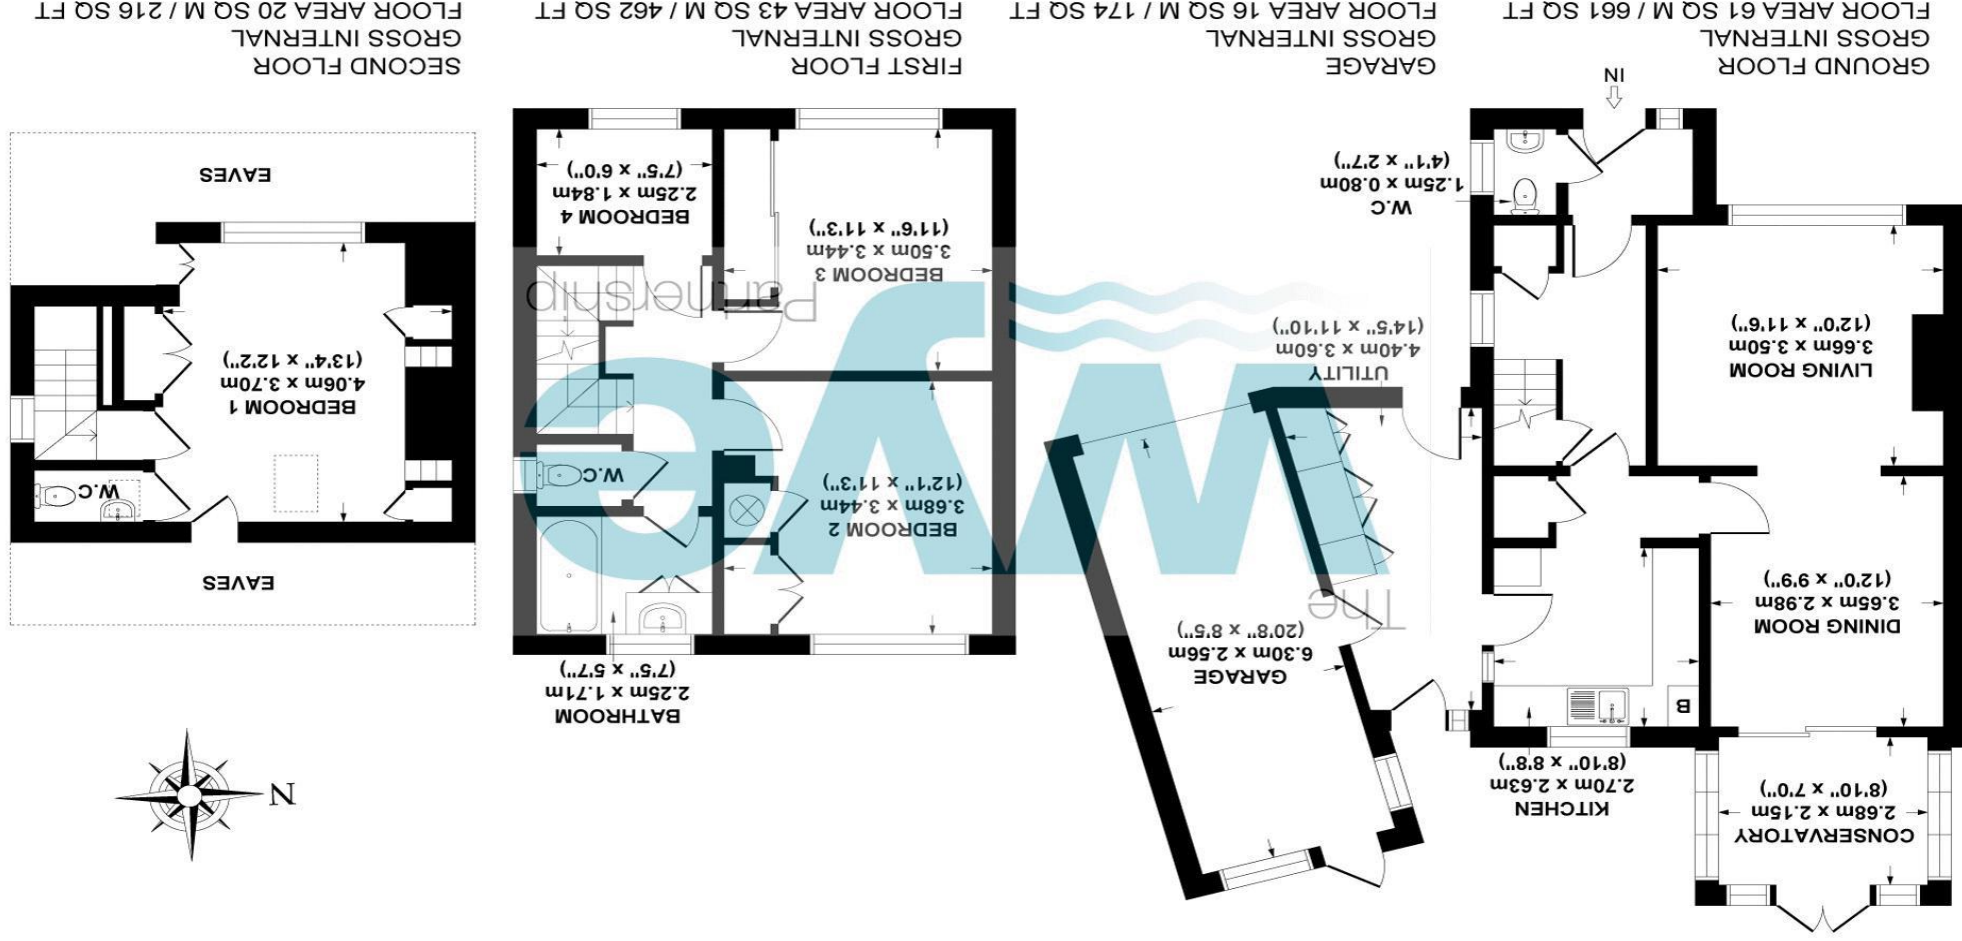 CONSERVATORY
2.68m x 2.15m
(8'10" x 7'0")
KITCHEN
2.70m x 2.63m
(8'10" x 8'8")
B
DINING ROOM
3.65m x 2.98m
(12'0" x 9'9")
LIVING ROOM
3.66m x 3.50m
(12'0" x 11'6")
W.C
1.25m x 0.80m
(4'1" x 2'7")
IN
GROUND FLOOR
GROSS INTERNAL
FLOOR AREA 61 SQ M / 661 SQ FT
GARAGE
6.30m x 2.56m
(20'8" x 8'5")
UTILITY
4.40m x 3.60m
(14'5" x 11'10")
GARAGE
GROSS INTERNAL
FLOOR AREA 16 SQ M / 174 SQ FT
The
Wye
Partnership
BATHROOM
2.25m x 1.71m
(7'5" x 5'7")
BEDROOM 2
3.68m x 3.44m
(12'1" x 11'3")
W.C
BEDROOM 3
3.50m x 3.44m
(11'6" x 11'3")
BEDROOM 4
2.25m x 1.84m
(7'5" x 6'0")
FIRST FLOOR
GROSS INTERNAL
FLOOR AREA 43 SQ M / 462 SQ FT
N
EAVES
W.C
BEDROOM 1
4.06m x 3.70m
(13'4" x 12'2")
EAVES
SECOND FLOOR
GROSS INTERNAL
FLOOR AREA 20 SQ M / 216 SQ FT